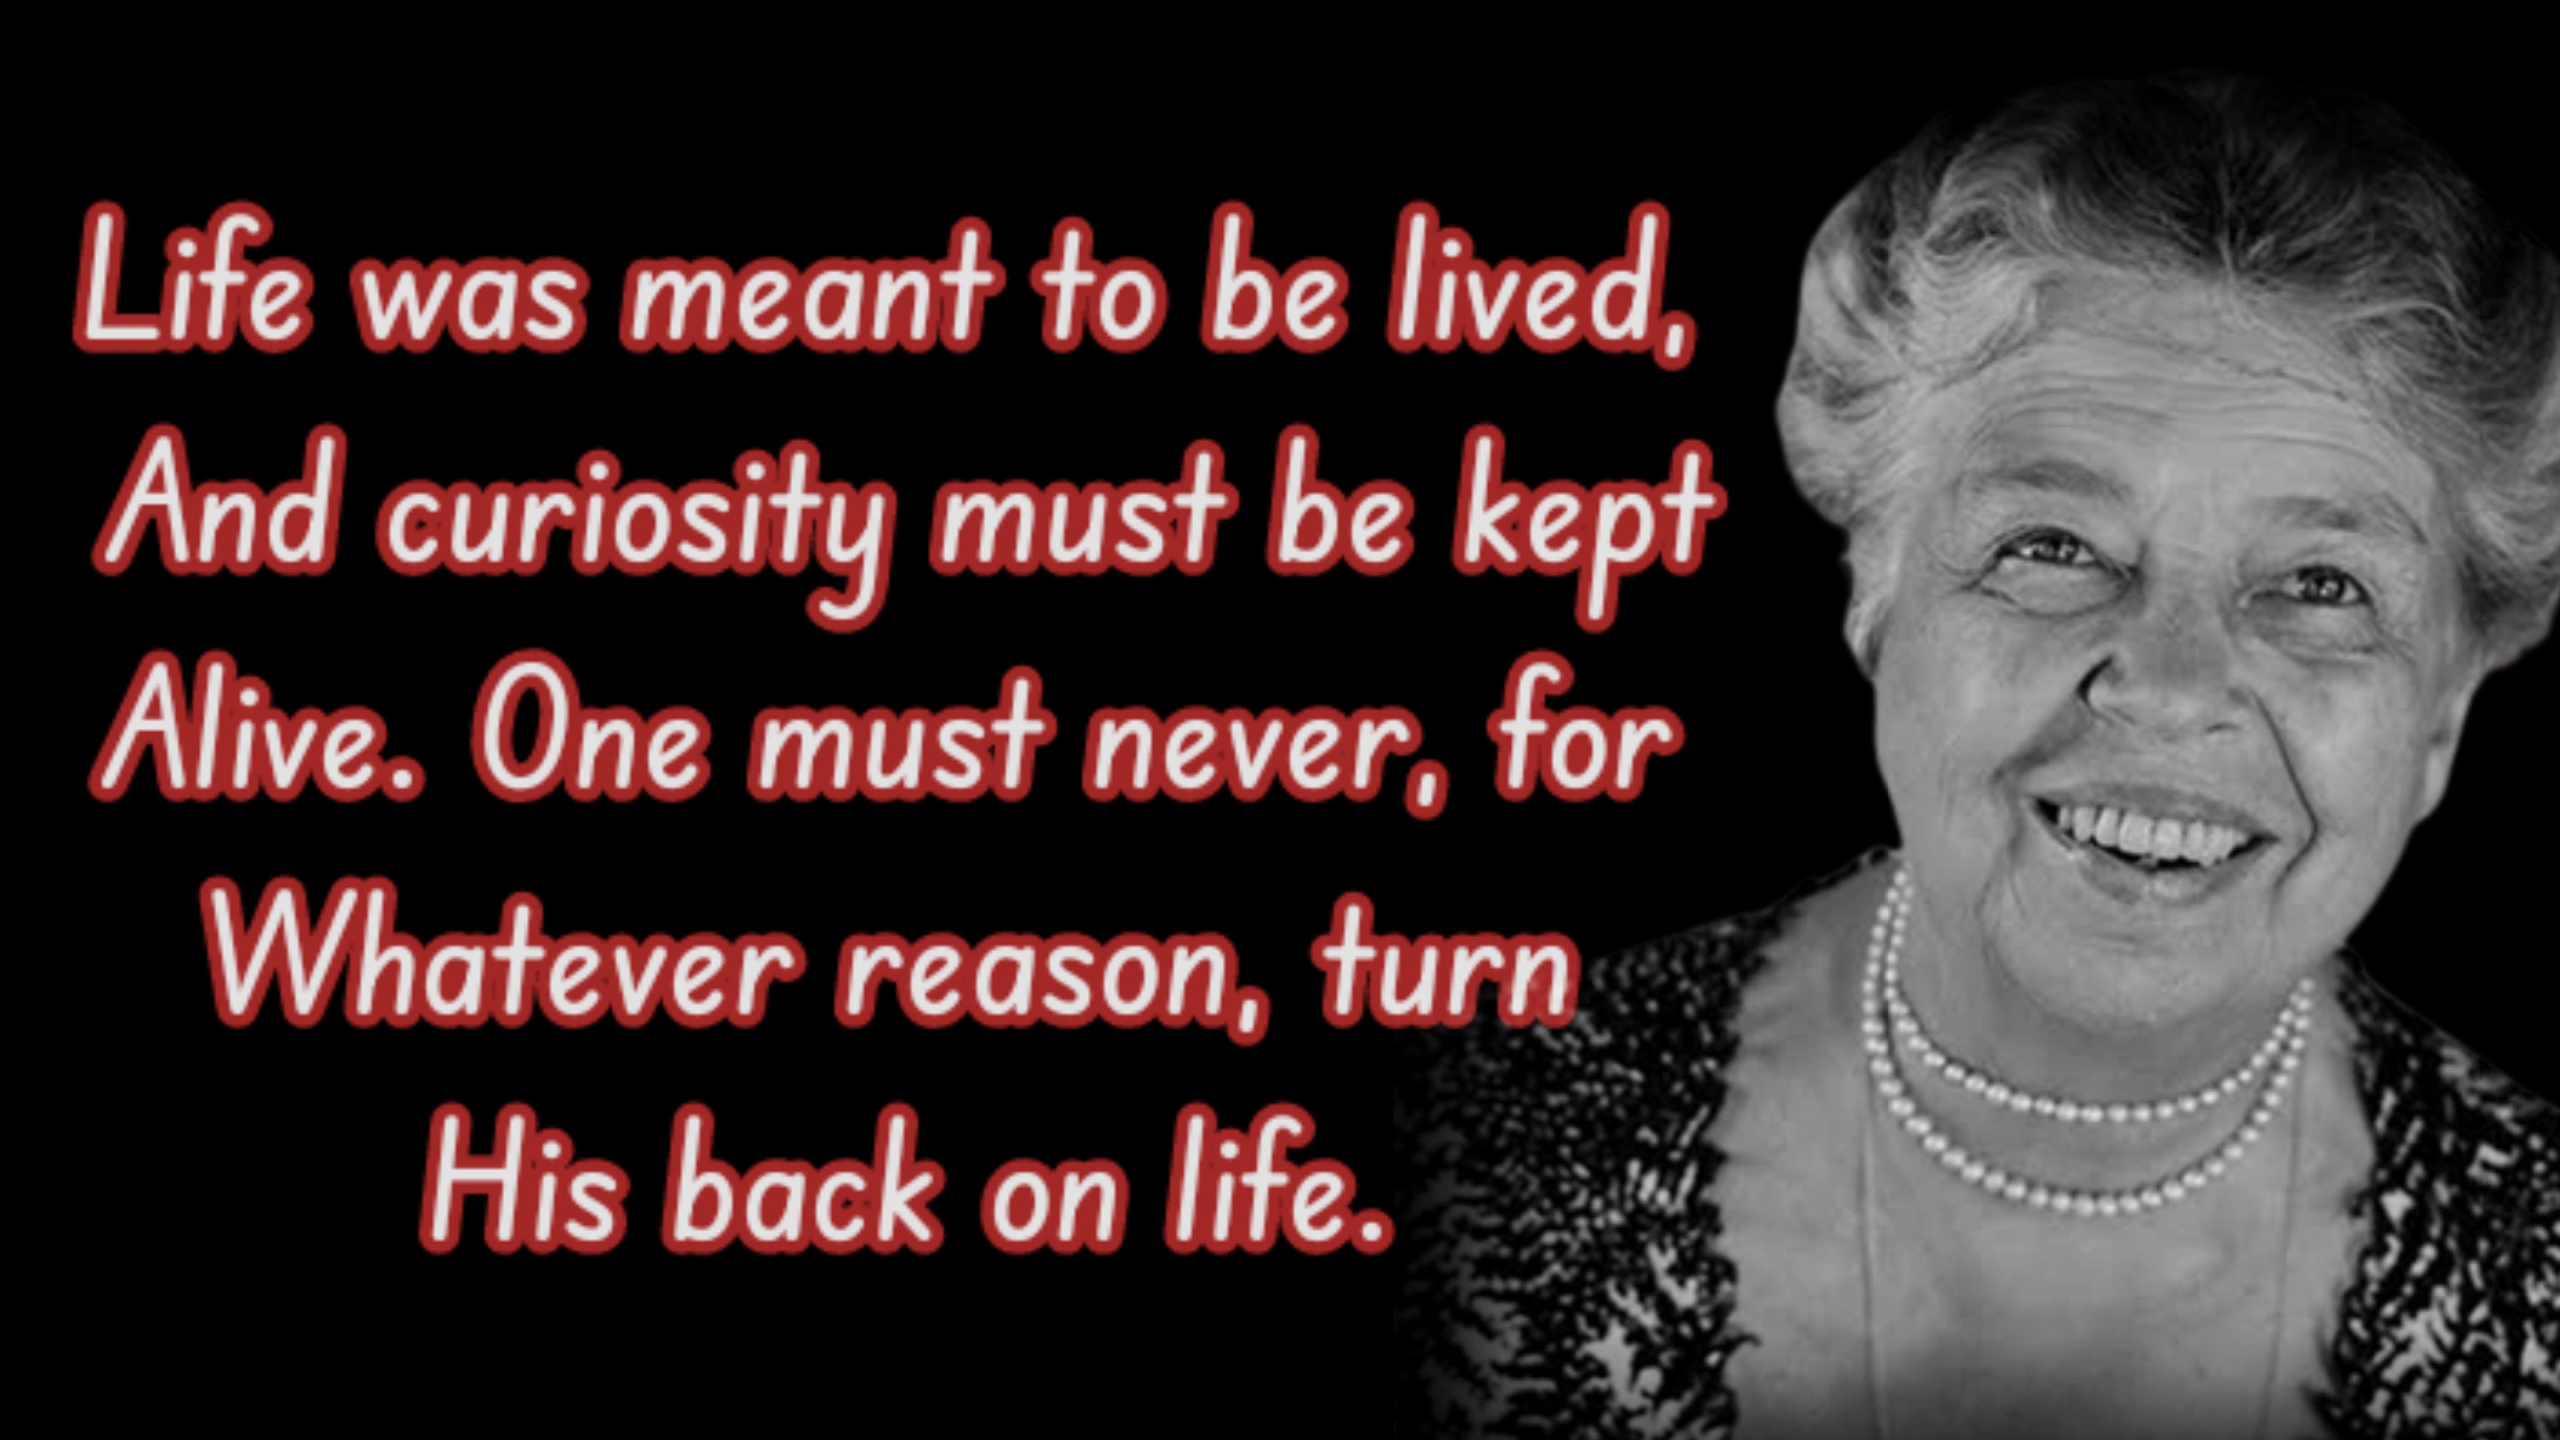 Life was meant to be lived,
And curiosity must be kept
Alive. One must never, for
Whatever reason, turn
His back on life.